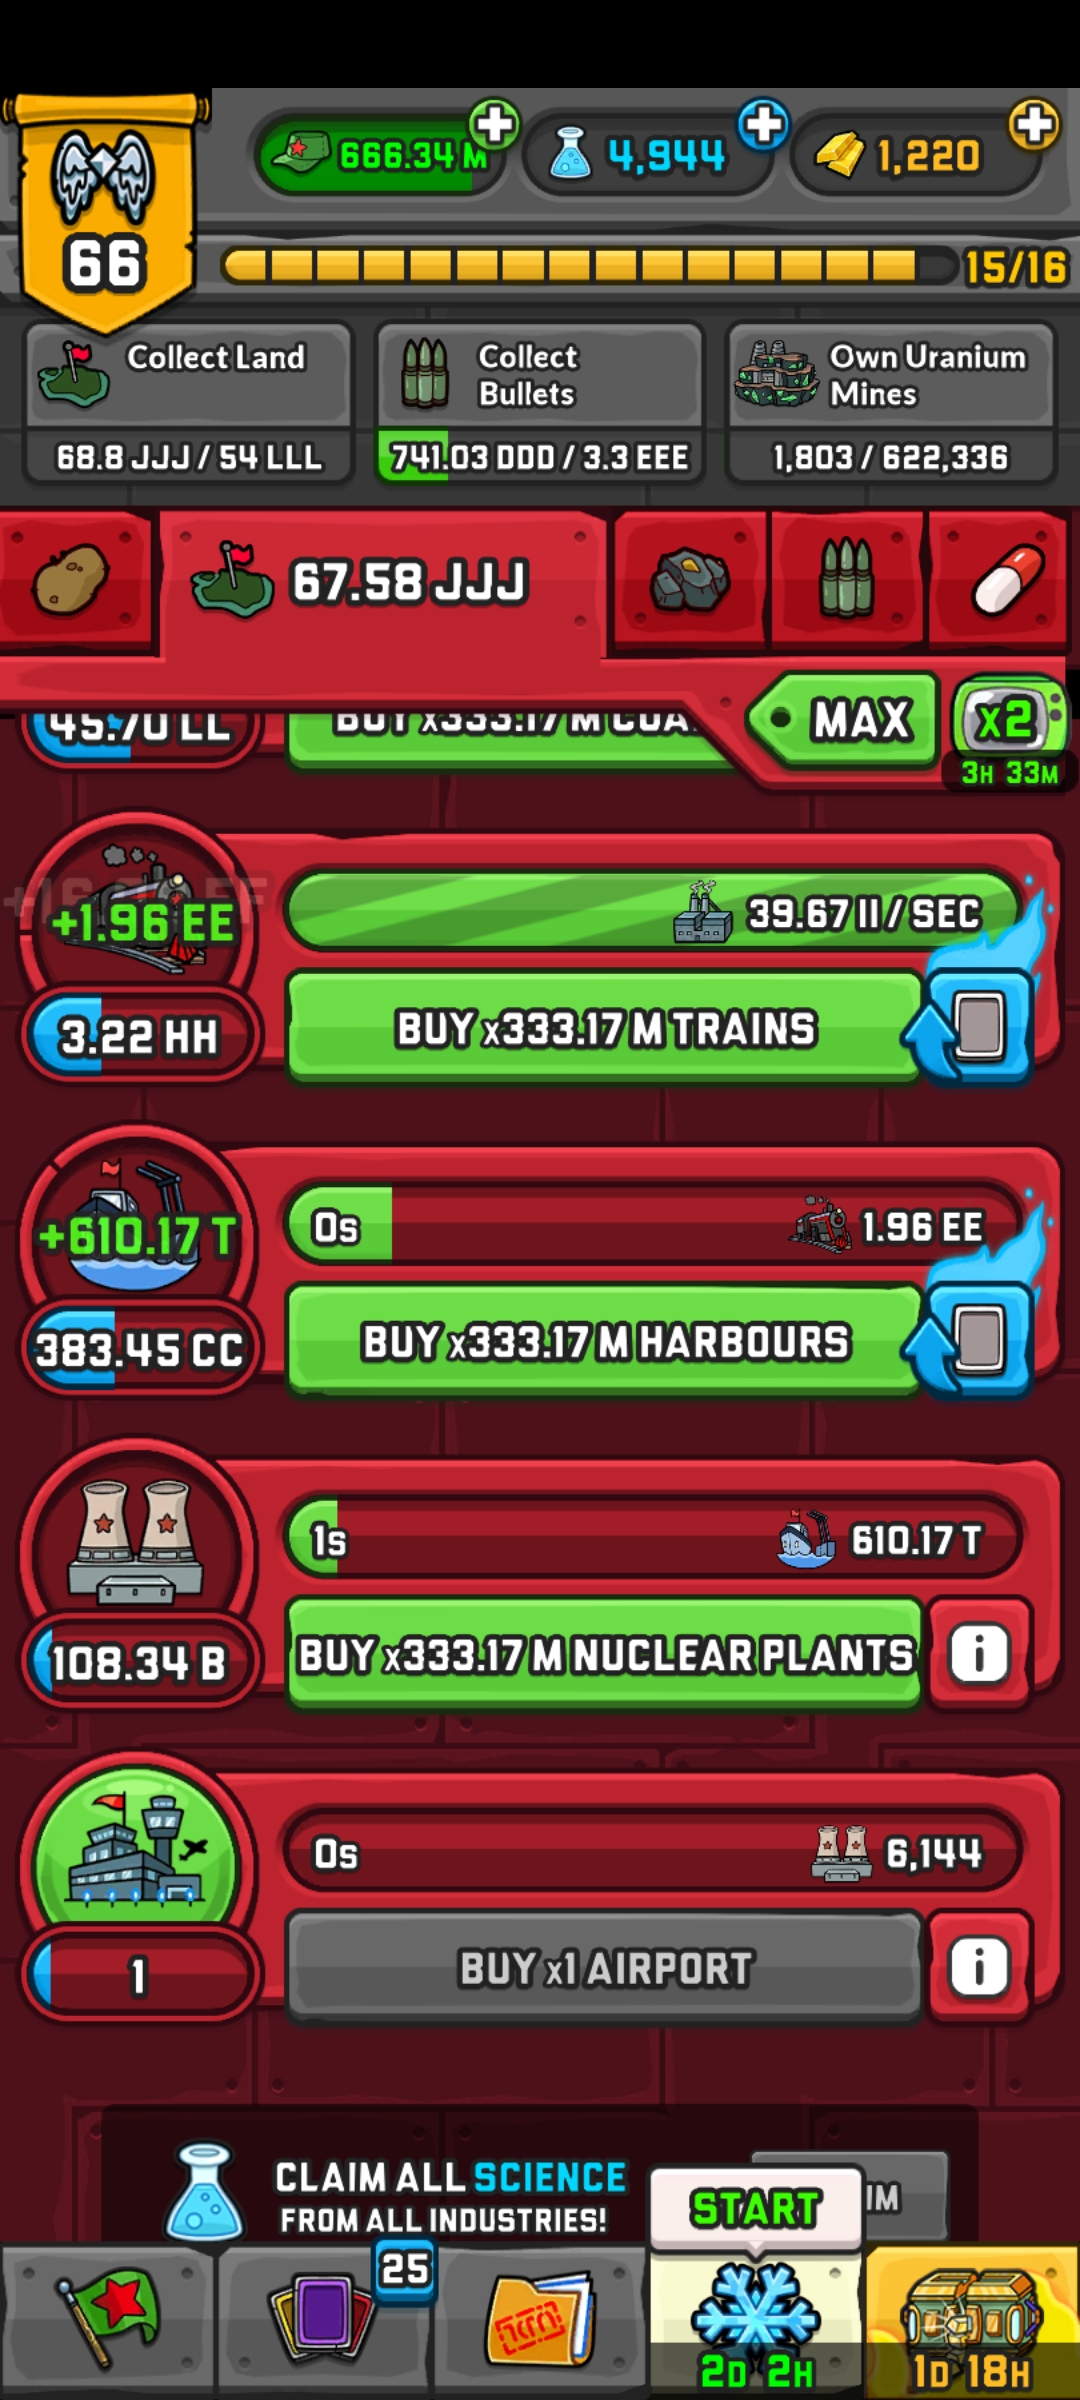 666.34 M
4,944
1,220
66
15/16
Collect Land
68.8 JJJ / 54 LLL
Collect
Bullets
741.03 DDD / 3.3 EEE
Own Uranium
Mines
1,803 / 622,336
67.58 JJJ
45.70 LL
BUY x333.17 M
MAX
x2
3H 33M
+1.96 EE
39.67 II / SEC
3.22 HH
BUY x333.17 M TRAINS
+610.17 T
0s
1.96 EE
383.45 CC
BUY x333.17 M HARBOURS
1s
610.17 T
108.34 B
BUY x333.17 M NUCLEAR PLANTS
i
0s
6,144
1
BUY x1 AIRPORT
i
CLAIM ALL SCIENCE
FROM ALL INDUSTRIES!
START
25
2D 2H
1D 18H